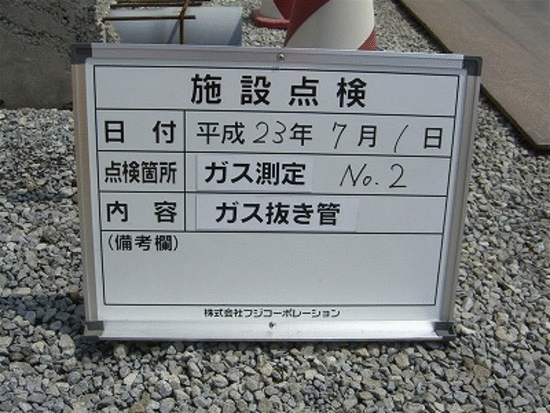 施設点検
日付 平成23年7月1日
点検箇所 ガス測定 No.2
内容 ガス抜き管
(備考欄)
株式会社フジコーポレーション